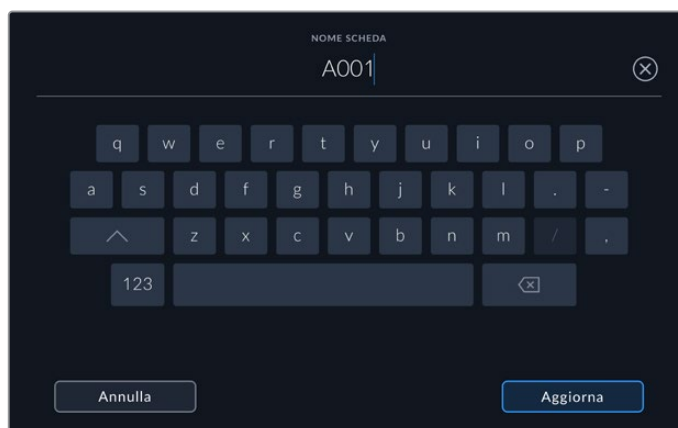 NOME SCHEDA
A001
q w e r t y u i o p
a s d f g h j k l . -
z x c v b n m / ,
123
Annulla Aggiorna